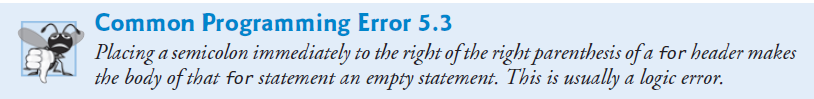 Common Programming Error 5.3
Placing a semicolon immediately to the right of the right parenthesis of a for header makes
the body of that for statement an empty statement. This is usually a logic error.